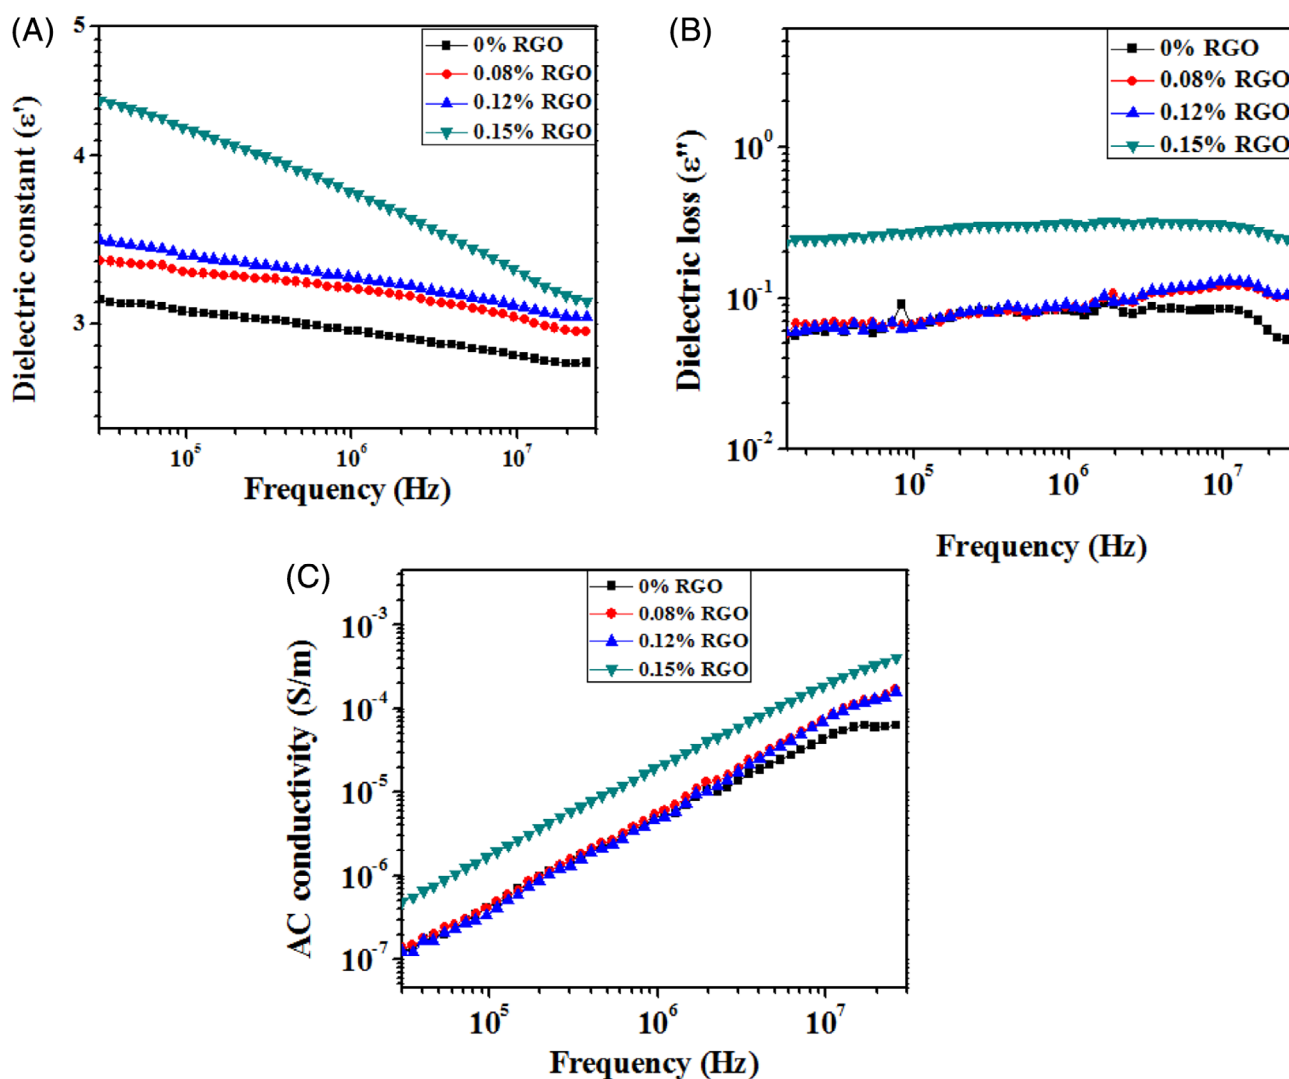 (A)
Dielectric constant (ε')
5
4
3
0% RGO
0.08% RGO
0.12% RGO
0.15% RGO
10⁵ 10⁶ 10⁷
Frequency (Hz)
(B)
Dielectric loss (ε'')
10⁰
10⁻¹
10⁻²
0% RGO
0.08% RGO
0.12% RGO
0.15% RGO
10⁵ 10⁶ 10⁷
Frequency (Hz)
(C)
AC conductivity (S/m)
10⁻³
10⁻⁴
10⁻⁵
10⁻⁶
10⁻⁷
0% RGO
0.08% RGO
0.12% RGO
0.15% RGO
10⁵ 10⁶ 10⁷
Frequency (Hz)